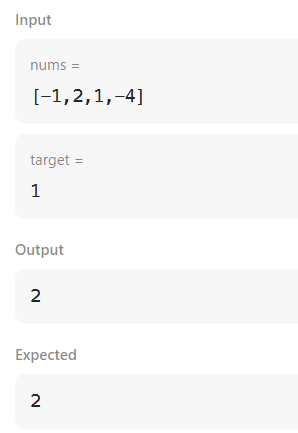 Input
nums =
[-1,2,1,-4]
target =
1
Output
2
Expected
2